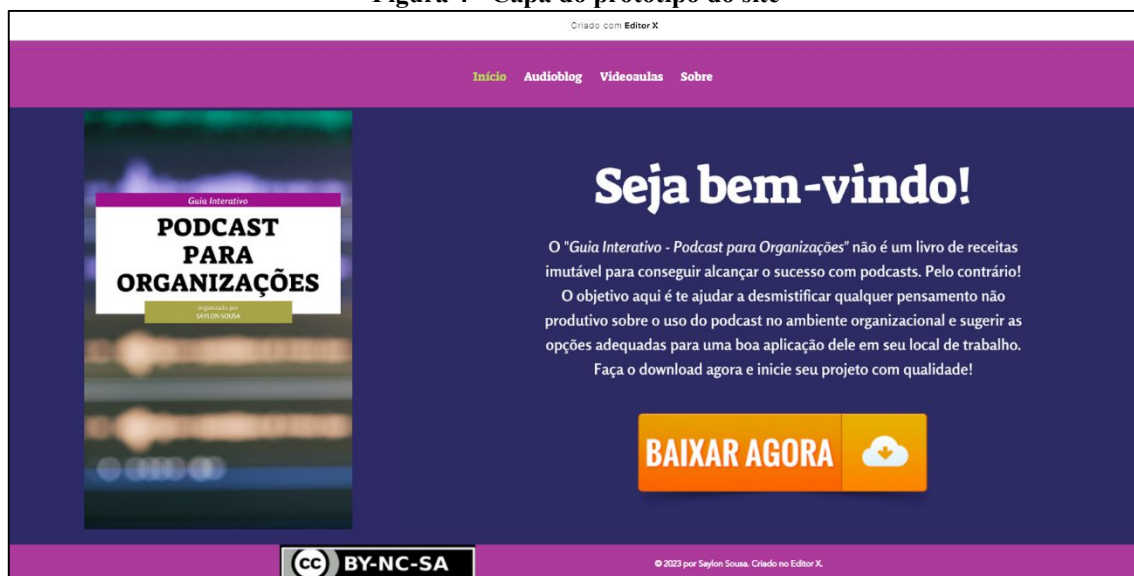 Figura 4 - Capa do protótipo do site
Criado com Editor X
Início Audioblog Videoaulas Sobre
Guia Interativo
PODCAST
PARA
ORGANIZAÇÕES
organizado por
SAYLON SOUSA
Seja bem-vindo!
O "Guia Interativo - Podcast para Organizações" não é um livro de receitas
imutável para conseguir alcançar o sucesso com podcasts. Pelo contrário!
O objetivo aqui é te ajudar a desmistificar qualquer pensamento não
produtivo sobre o uso do podcast no ambiente organizacional e sugerir as
opções adequadas para uma boa aplicação dele em seu local de trabalho.
Faça o download agora e inicie seu projeto com qualidade!
BAIXAR AGORA
cc BY-NC-SA
© 2023 por Saylon Sousa. Criado no Editor X.